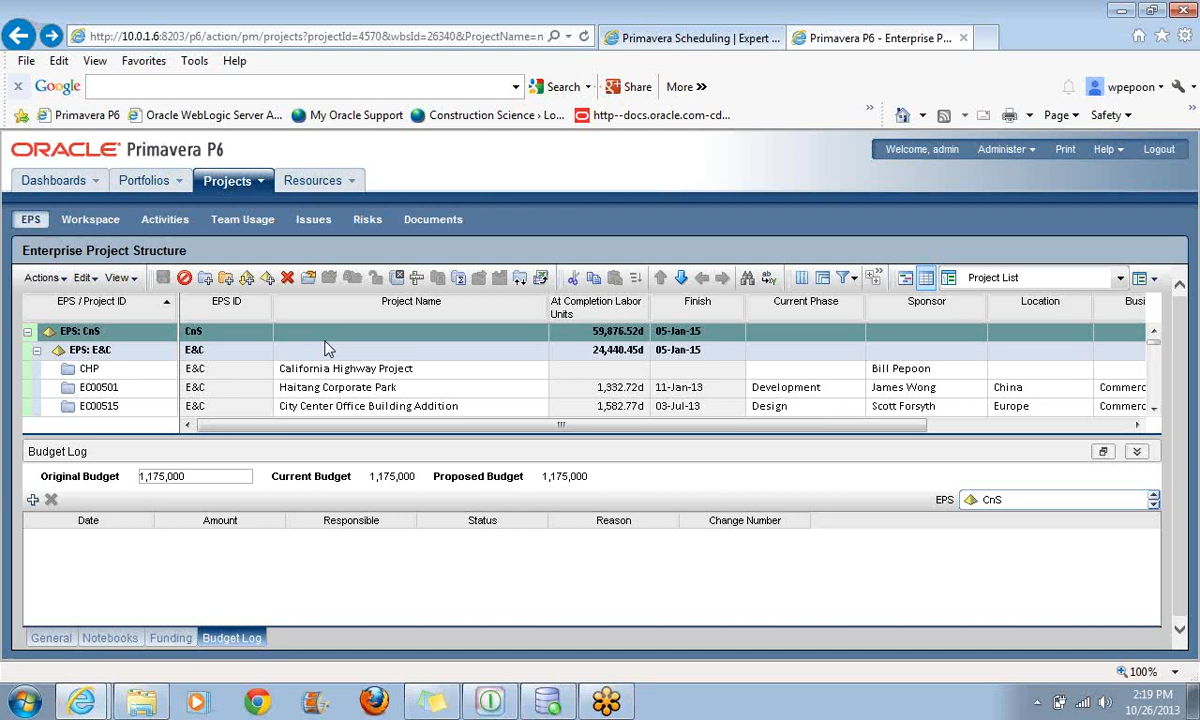 http://10.0.1.6:8203/p6/action/pm/projects?projectId=4570&wbsId=26340&ProjectName=n
Primavera Scheduling | Expert ...
Primavera P6 - Enterprise P...
File Edit View Favorites Tools Help
x Google Search Share More »
wpepoon
Primavera P6 Oracle WebLogic Server A... My Oracle Support Construction Science › Lo... http--docs.oracle.com-cd...
Page Safety
ORACLE Primavera P6
Welcome, admin Administer Print Help Logout
Dashboards Portfolios Projects Resources
EPS Workspace Activities Team Usage Issues Risks Documents
Enterprise Project Structure
Actions Edit View Project List
EPS / Project ID EPS ID Project Name At Completion Labor Units Finish Current Phase Sponsor Location Busi
EPS: CnS CnS 59,876.52d 05-Jan-15
EPS: E&C E&C 24,440.45d 05-Jan-15
CHP E&C California Highway Project Bill Pepoon
EC00501 E&C Haitang Corporate Park 1,332.72d 11-Jan-13 Development James Wong China Commerc
EC00515 E&C City Center Office Building Addition 1,582.77d 03-Jul-13 Design Scott Forsyth Europe Commerc
Budget Log
Original Budget 1,175,000 Current Budget 1,175,000 Proposed Budget 1,175,000
EPS CnS
Date Amount Responsible Status Reason Change Number
General Notebooks Funding Budget Log
100%
2:19 PM
10/26/2013